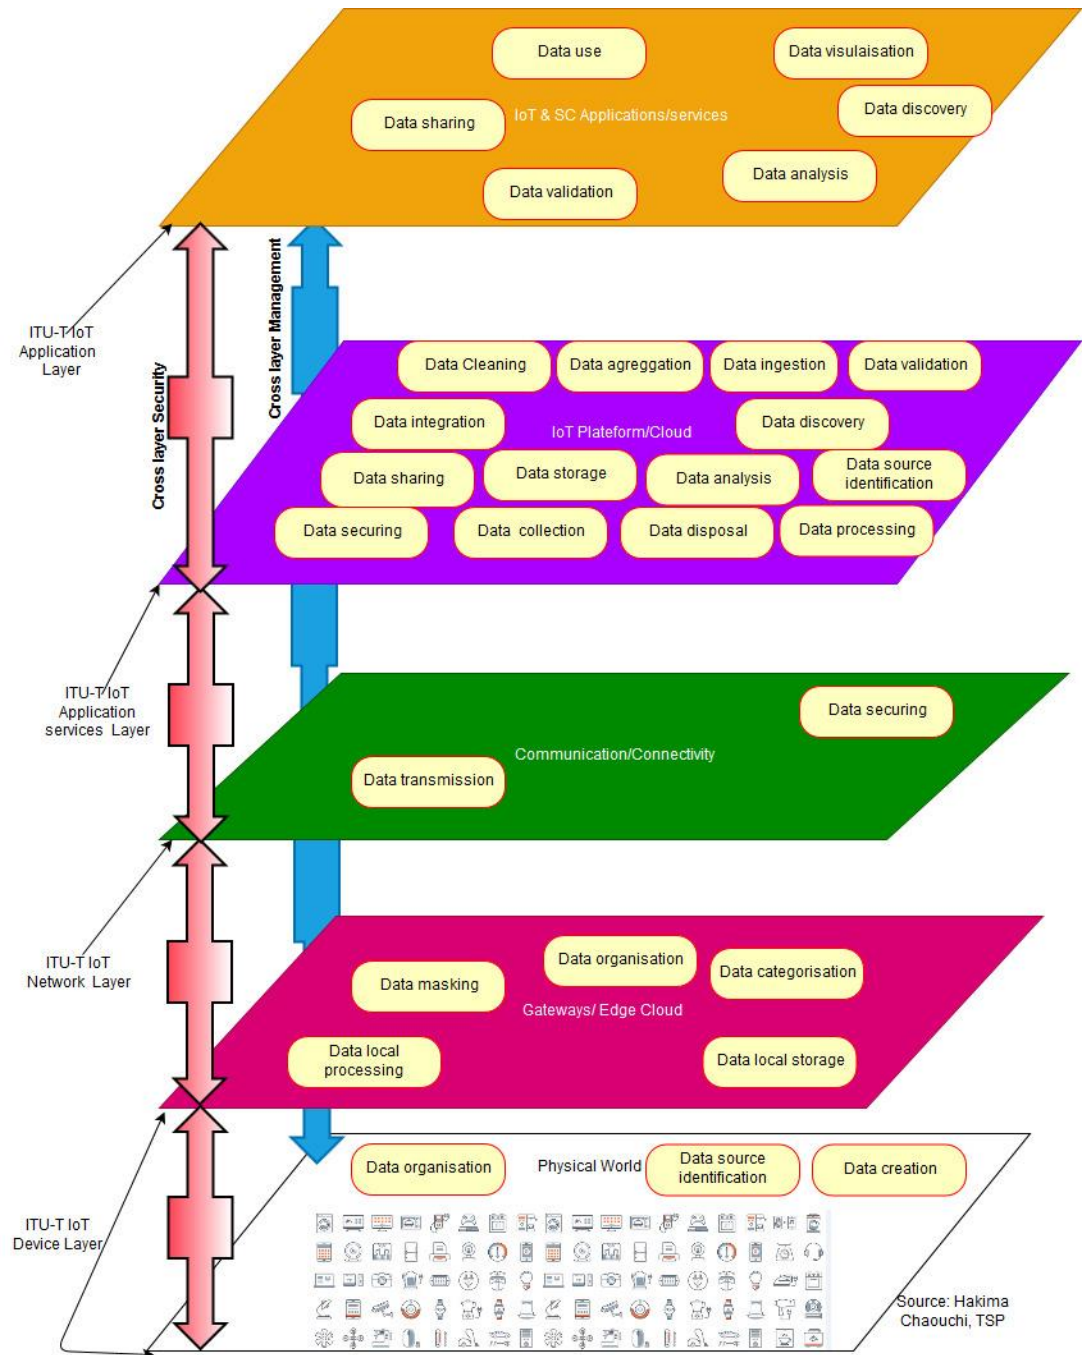 Data use
Data visulaisation
Data sharing
IoT & SC Applications/services
Data discovery
Data validation
Data analysis
Cross layer Management
ITU-T IoT
Application
Layer
Cross layer Security
Data Cleaning
Data agreggation
Data ingestion
Data validation
Data integration
IoT Plateform/Cloud
Data discovery
Data sharing
Data storage
Data analysis
Data source
identification
Data securing
Data collection
Data disposal
Data processing
ITU-T IoT
Application
services Layer
Data securing
Communication/Connectivity
Data transmission
ITU-T IoT
Network Layer
Data masking
Data organisation
Data categorisation
Gateways/ Edge Cloud
Data local
processing
Data local storage
Data organisation
Physical World
Data source
identification
Data creation
ITU-T IoT
Device Layer
Source: Hakima
Chaouchi, TSP